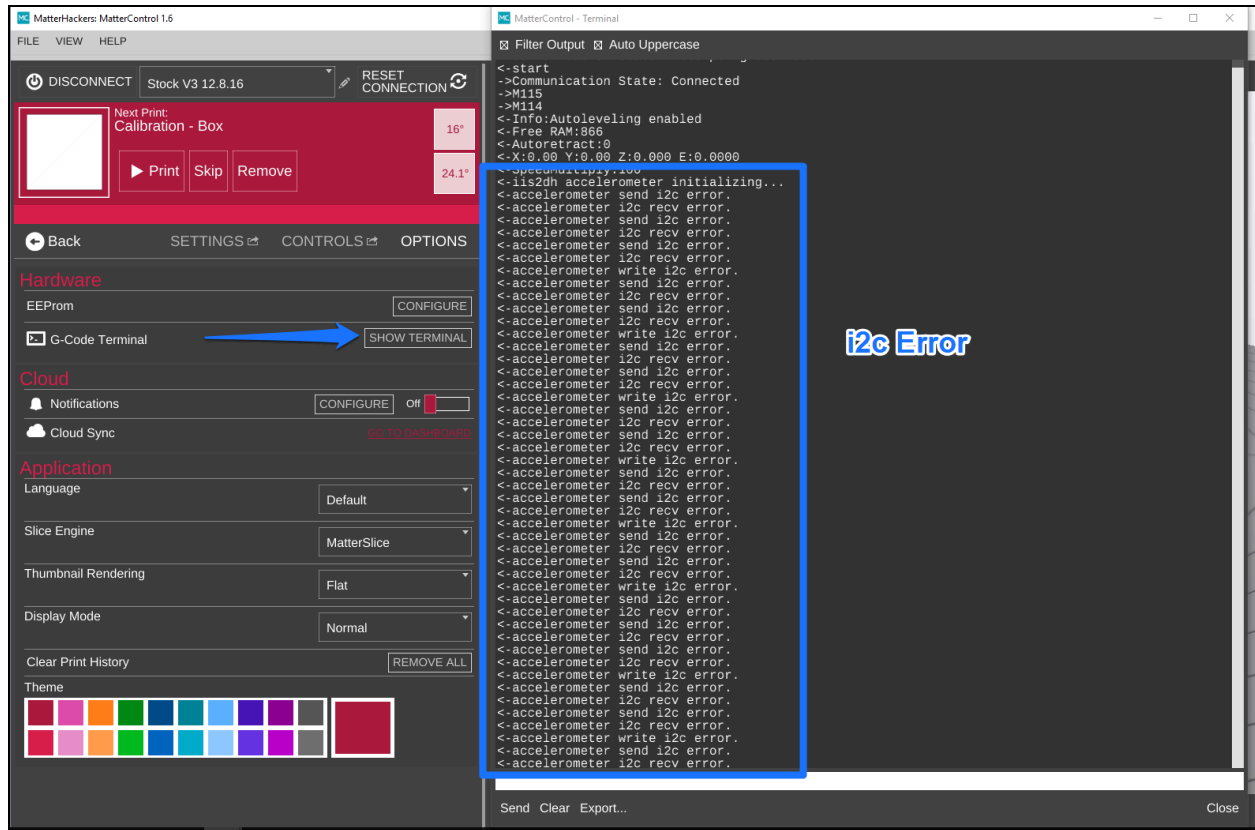 MatterHackers: MatterControl 1.6
FILE VIEW HELP
DISCONNECT
Stock V3 12.8.16
RESET
CONNECTION
Next Print:
Calibration - Box
16°
Print Skip Remove
24.1°
Back SETTINGS CONTROLS OPTIONS
Hardware
EEProm CONFIGURE
G-Code Terminal SHOW TERMINAL
Cloud
Notifications CONFIGURE Off
Cloud Sync GO TO DASHBOARD
Application
Language
Default
Slice Engine
MatterSlice
Thumbnail Rendering
Flat
Display Mode
Normal
Clear Print History REMOVE ALL
Theme
MatterControl - Terminal
Filter Output Auto Uppercase
<-start
->Communication State: Connected
->M115
->M114
<-Info:Autoleveling enabled
<-Free RAM:866
<-Autoretract:0
<-X:0.00 Y:0.00 Z:0.000 E:0.0000
<-SpeedMultiply:100
<-iis2dh accelerometer initializing...
<-accelerometer send i2c error.
<-accelerometer i2c recv error.
<-accelerometer send i2c error.
<-accelerometer i2c recv error.
<-accelerometer send i2c error.
<-accelerometer i2c recv error.
<-accelerometer write i2c error.
<-accelerometer send i2c error.
<-accelerometer i2c recv error.
<-accelerometer send i2c error.
<-accelerometer i2c recv error.
<-accelerometer write i2c error.
<-accelerometer send i2c error.
<-accelerometer i2c recv error.
<-accelerometer send i2c error.
<-accelerometer i2c recv error.
<-accelerometer write i2c error.
<-accelerometer send i2c error.
<-accelerometer i2c recv error.
<-accelerometer send i2c error.
<-accelerometer i2c recv error.
<-accelerometer write i2c error.
<-accelerometer send i2c error.
<-accelerometer i2c recv error.
<-accelerometer send i2c error.
<-accelerometer i2c recv error.
<-accelerometer write i2c error.
<-accelerometer send i2c error.
<-accelerometer i2c recv error.
<-accelerometer send i2c error.
<-accelerometer i2c recv error.
<-accelerometer write i2c error.
<-accelerometer send i2c error.
<-accelerometer i2c recv error.
<-accelerometer send i2c error.
<-accelerometer i2c recv error.
<-accelerometer send i2c error.
<-accelerometer i2c recv error.
<-accelerometer write i2c error.
<-accelerometer send i2c error.
<-accelerometer i2c recv error.
<-accelerometer send i2c error.
<-accelerometer i2c recv error.
<-accelerometer write i2c error.
<-accelerometer send i2c error.
<-accelerometer i2c recv error.
i2c Error
Send Clear Export... Close